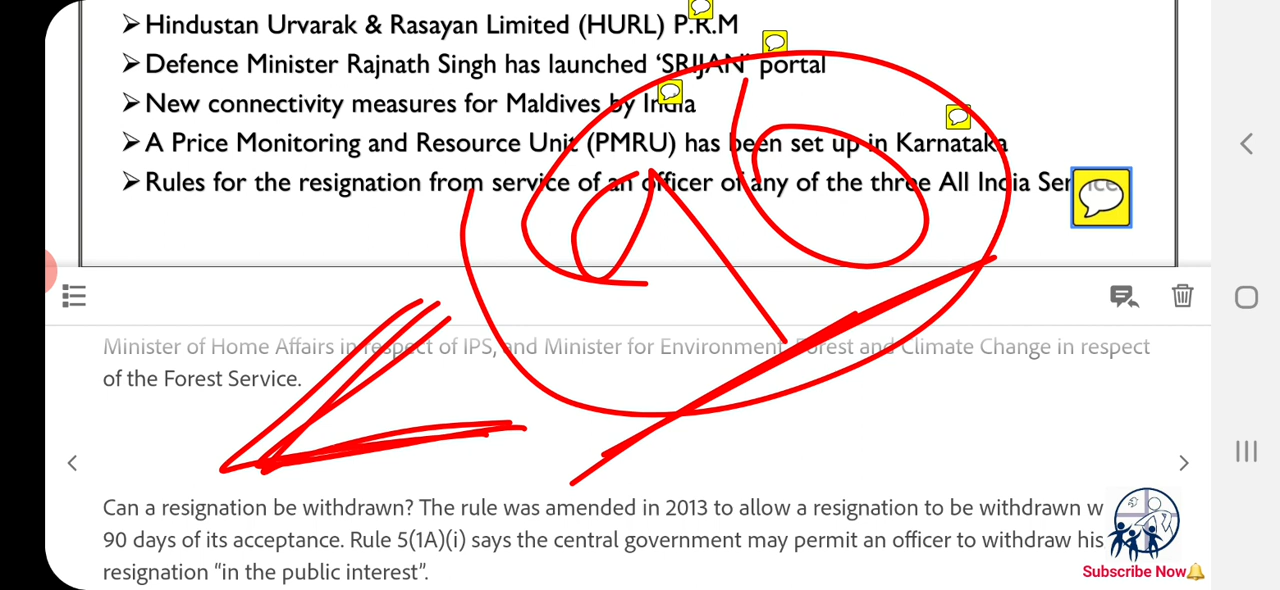 ➢Hindustan Urvarak & Rasayan Limited (HURL) P.R.M
➢Defence Minister Rajnath Singh has launched ‘SRIJAN’ portal
➢New connectivity measures for Maldives by India
➢A Price Monitoring and Resource Unit (PMRU) has been set up in Karnataka
➢Rules for the resignation from service of an officer of any of the three All India Service
Minister of Home Affairs in respect of IPS, and Minister for Environment, Forest and Climate Change in respect
of the Forest Service.
Can a resignation be withdrawn? The rule was amended in 2013 to allow a resignation to be withdrawn w
90 days of its acceptance. Rule 5(1A)(i) says the central government may permit an officer to withdraw his
resignation “in the public interest”.
Subscribe Now